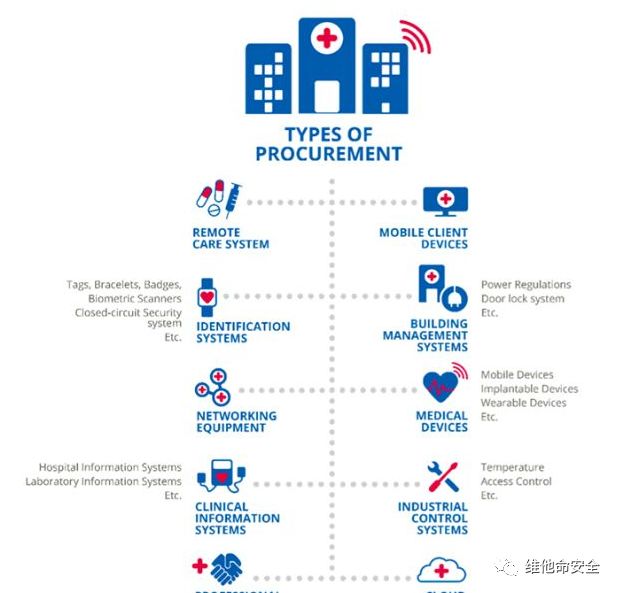 TYPES OF
PROCUREMENT
REMOTE
CARE SYSTEM
MOBILE CLIENT
DEVICES
Tags, Bracelets, Badges,
Biometric Scanners
Closed-circuit Security
system
Etc.
IDENTIFICATION
SYSTEMS
BUILDING
MANAGEMENT
SYSTEMS
Power Regulations
Door lock system
Etc.
NETWORKING
EQUIPMENT
MEDICAL
DEVICES
Mobile Devices
Implantable Devices
Wearable Devices
Etc.
Hospital Information Systems
Laboratory Information Systems
Etc.
CLINICAL
INFORMATION
SYSTEMS
INDUSTRIAL
CONTROL
SYSTEMS
Temperature
Access Control
Etc.
PROFESSIONAL
CLOUD
维他命安全